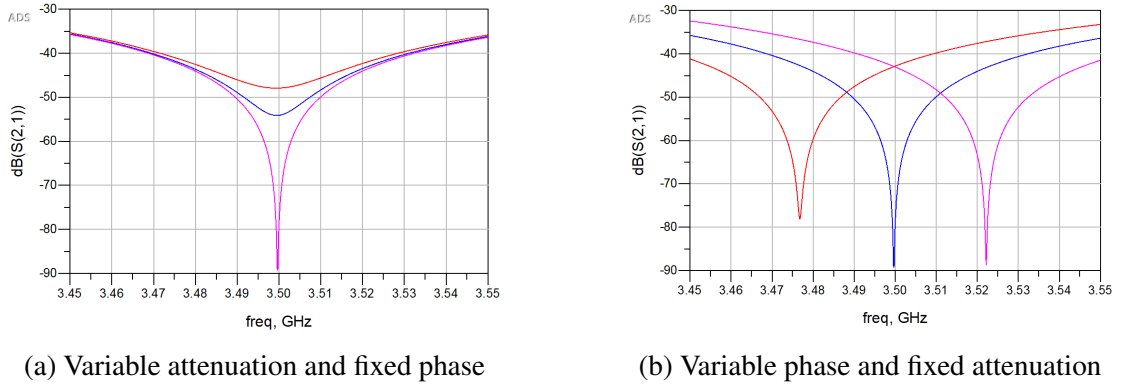 ADS
-30
-40
-50
-60
-70
-80
-90
dB(S(2,1))
3.45 3.46 3.47 3.48 3.49 3.50 3.51 3.52 3.53 3.54 3.55
freq, GHz
(a) Variable attenuation and fixed phase
ADS
-30
-40
-50
-60
-70
-80
-90
dB(S(2,1))
3.45 3.46 3.47 3.48 3.49 3.50 3.51 3.52 3.53 3.54 3.55
freq, GHz
(b) Variable phase and fixed attenuation